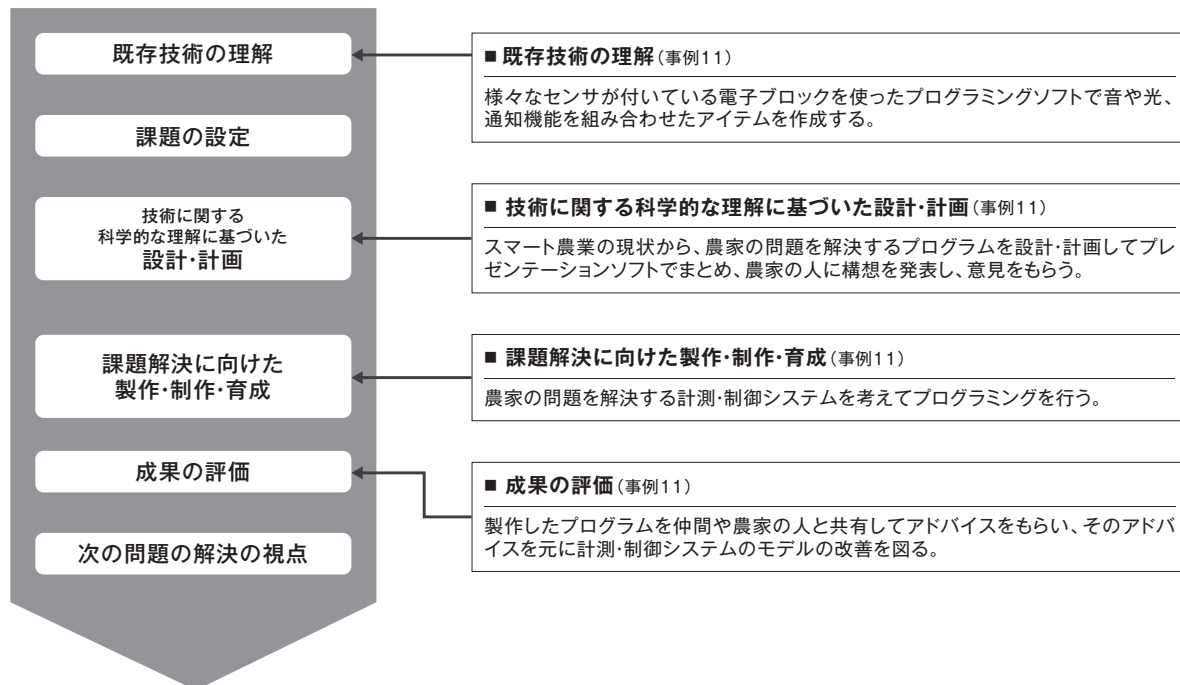 既存技術の理解
■ 既存技術の理解(事例11)
様々なセンサが付いている電子ブロックを使ったプログラミングソフトで音や光、
通知機能を組み合わせたアイテムを作成する。
課題の設定
技術に関する
科学的な理解に基づいた
設計・計画
■ 技術に関する科学的な理解に基づいた設計・計画(事例11)
スマート農業の現状から、農家の問題を解決するプログラムを設計・計画してプレ
ゼンテーションソフトでまとめ、農家の人に構想を発表し、意見をもらう。
課題解決に向けた
製作・制作・育成
■ 課題解決に向けた製作・制作・育成(事例11)
農家の問題を解決する計測・制御システムを考えてプログラミングを行う。
成果の評価
■ 成果の評価(事例11)
製作したプログラムを仲間や農家の人と共有してアドバイスをもらい、そのアドバ
イスを元に計測・制御システムのモデルの改善を図る。
次の問題の解決の視点